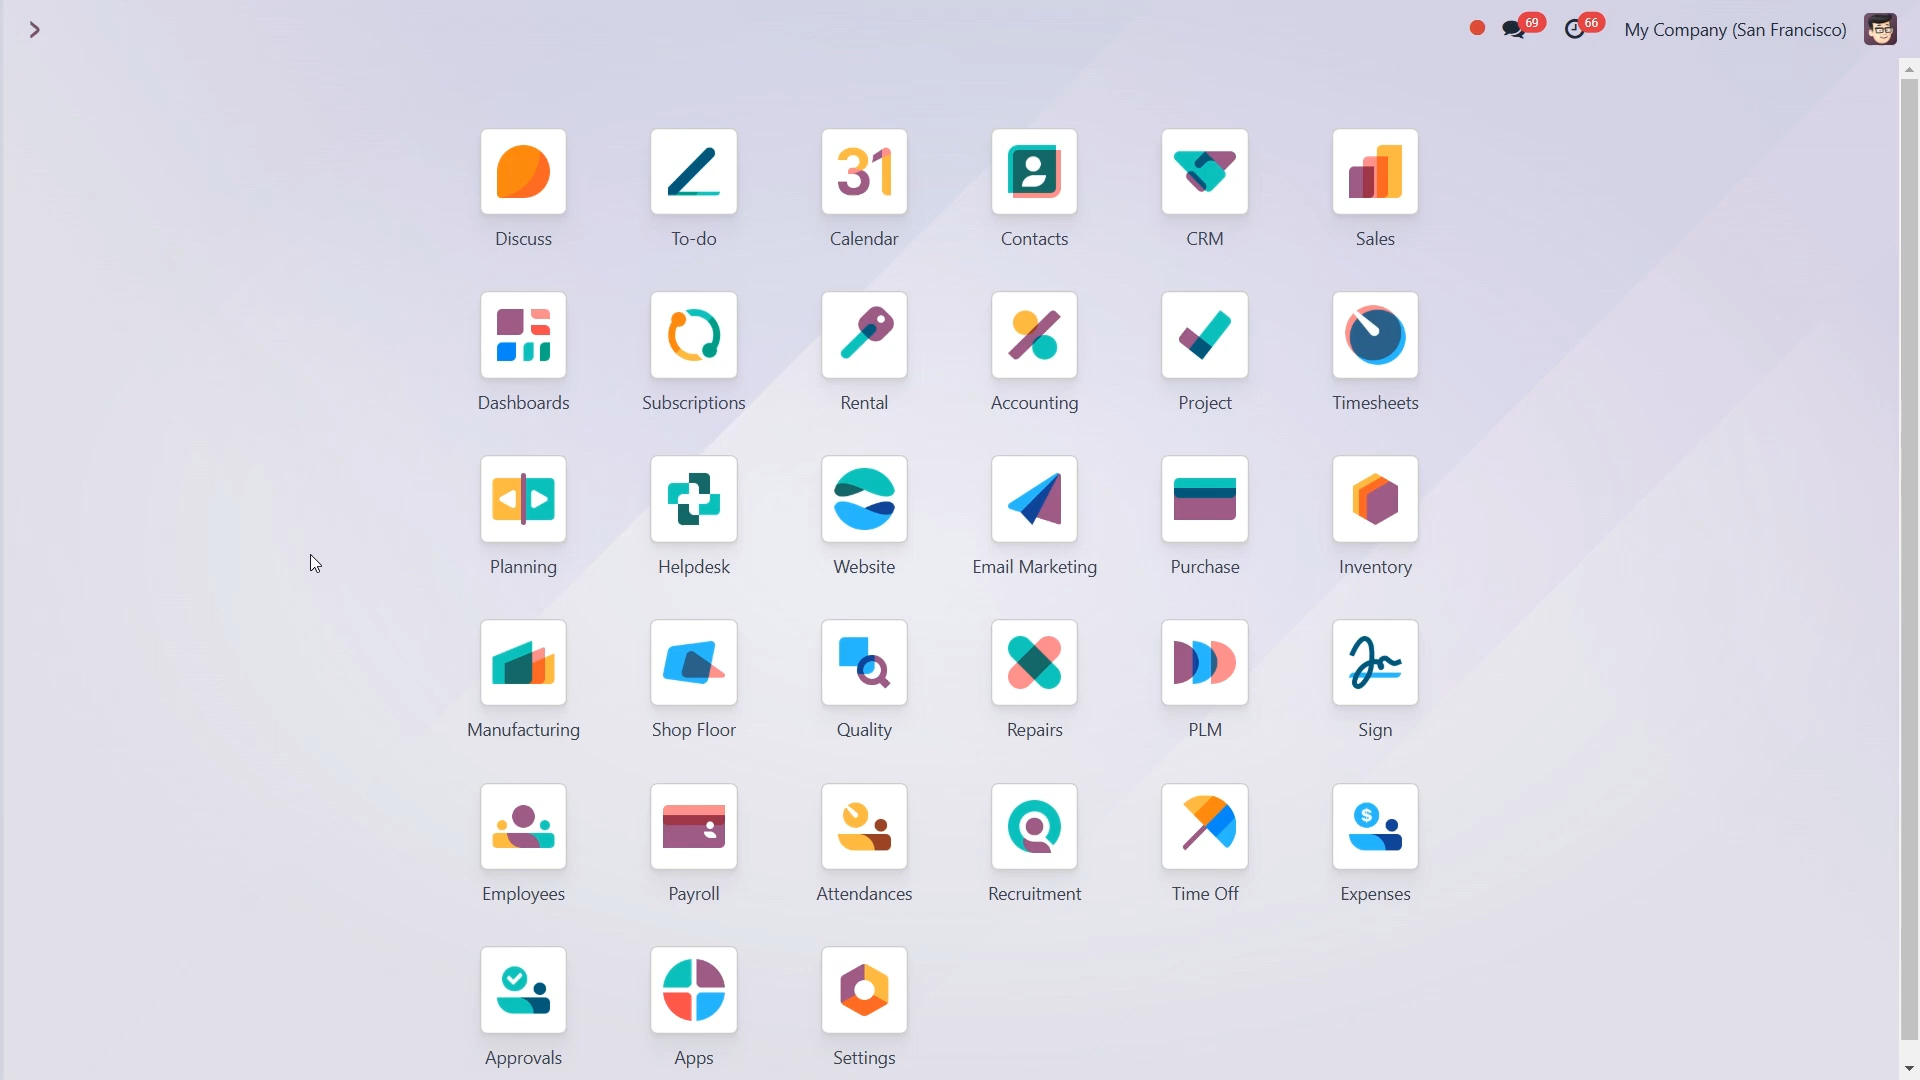 69
66
My Company (San Francisco)
31
Discuss
To-do
Calendar
Contacts
CRM
Sales
Dashboards
Subscriptions
Rental
Accounting
Project
Timesheets
Planning
Helpdesk
Website
Email Marketing
Purchase
Inventory
Manufacturing
Shop Floor
Quality
Repairs
PLM
Sign
$
Employees
Payroll
Attendances
Recruitment
Time Off
Expenses
Approvals
Apps
Settings